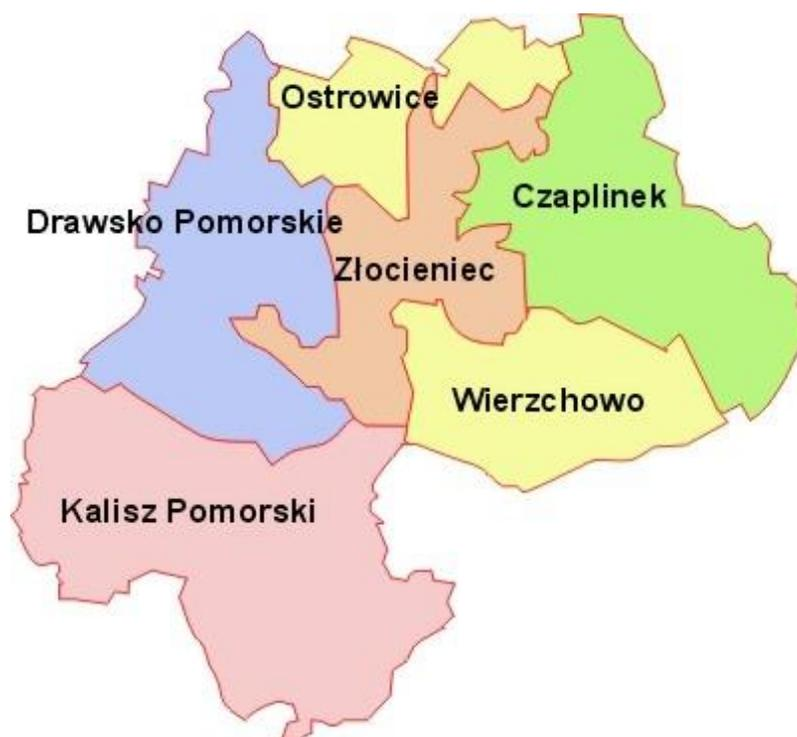 Ostrowice
Czaplinek
Drawsko Pomorskie
Złocieniec
Wierzchowo
Kalisz Pomorski